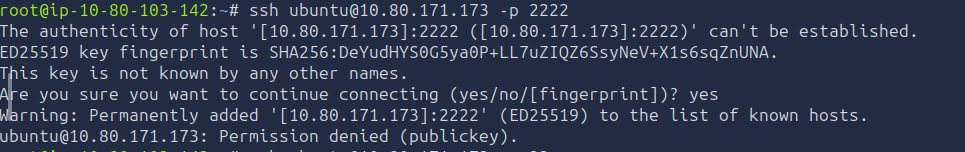 root@ip-10-80-103-142:~# ssh ubuntu@10.80.171.173 -p 2222
The authenticity of host '[10.80.171.173]:2222 ([10.80.171.173]:2222)' can't be established.
ED25519 key fingerprint is SHA256:DeYudHYS0G5ya0P+LL7uZIQZ6SsyNeV+X1s6sqZnUNA.
This key is not known by any other names.
Are you sure you want to continue connecting (yes/no/[fingerprint])? yes
Warning: Permanently added '[10.80.171.173]:2222' (ED25519) to the list of known hosts.
ubuntu@10.80.171.173: Permission denied (publickey).